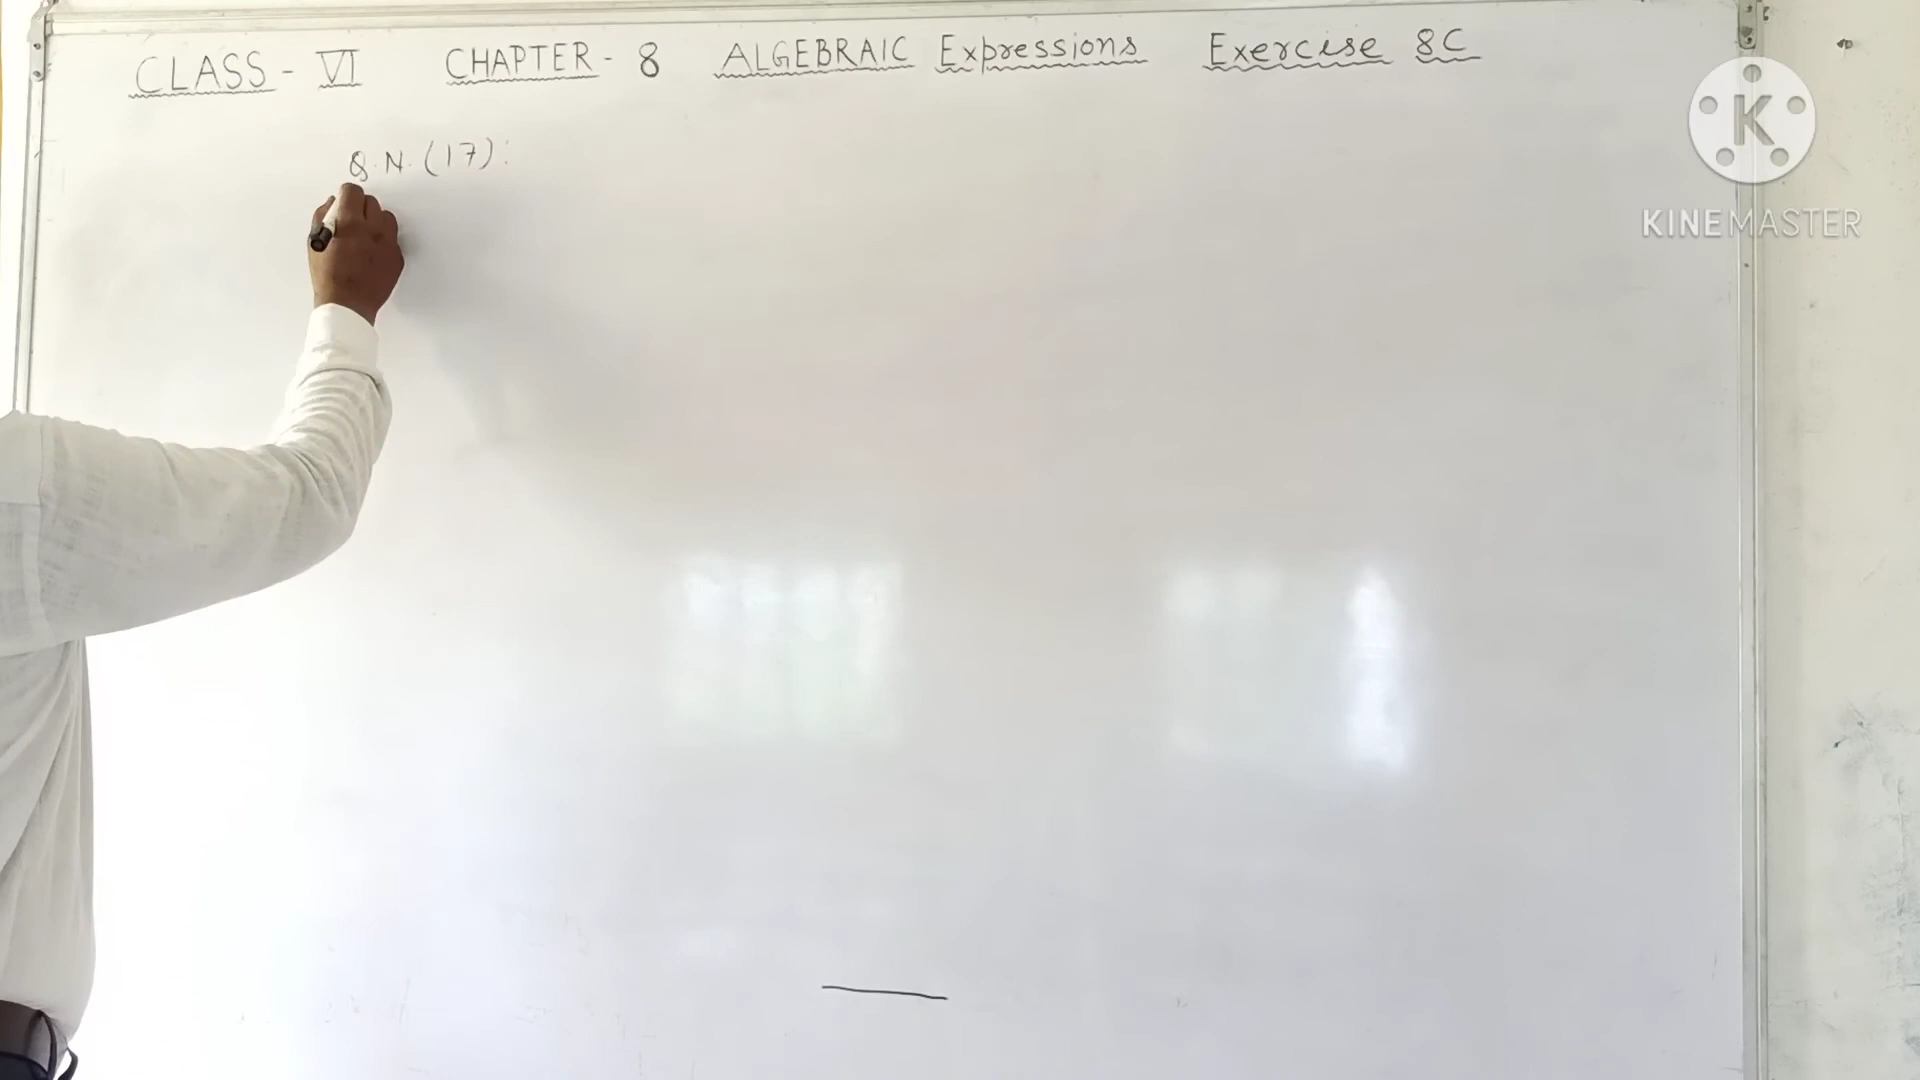 CLASS - VI CHAPTER - 8 ALGEBRAIC Expressions Exercise 8C
Q.N. (17):
K
KINEMASTER